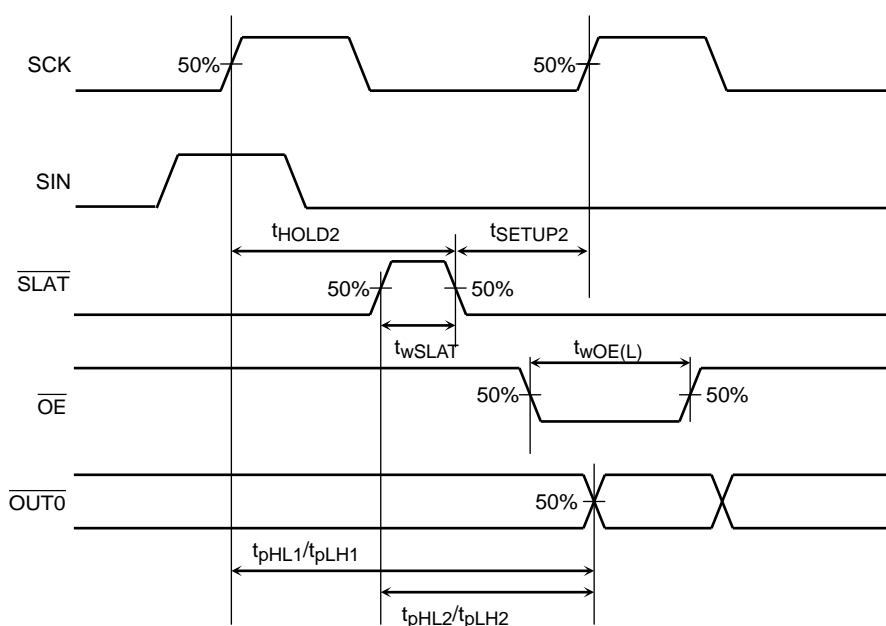 SCK
50%
50%
SIN
tHOLD2
tSETUP2
SLAT
50%
50%
twSLAT
twOE(L)
OE
50%
50%
OUT0
50%
tpHL1/tpLH1
tpHL2/tpLH2